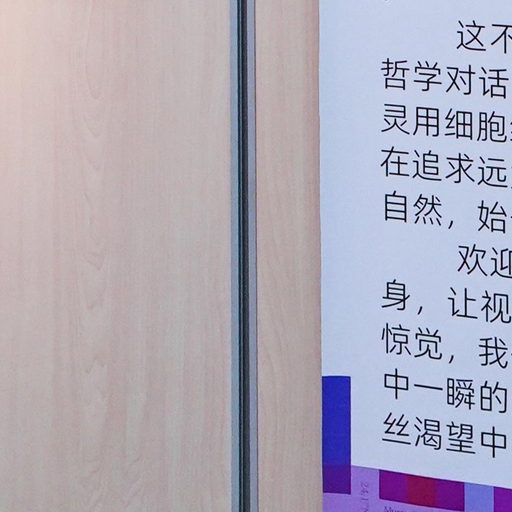 这不
哲学对话
灵用细胞
在追求远
自然，始
欢迎
身，让视
惊觉，我
中一瞬的
丝渴望中